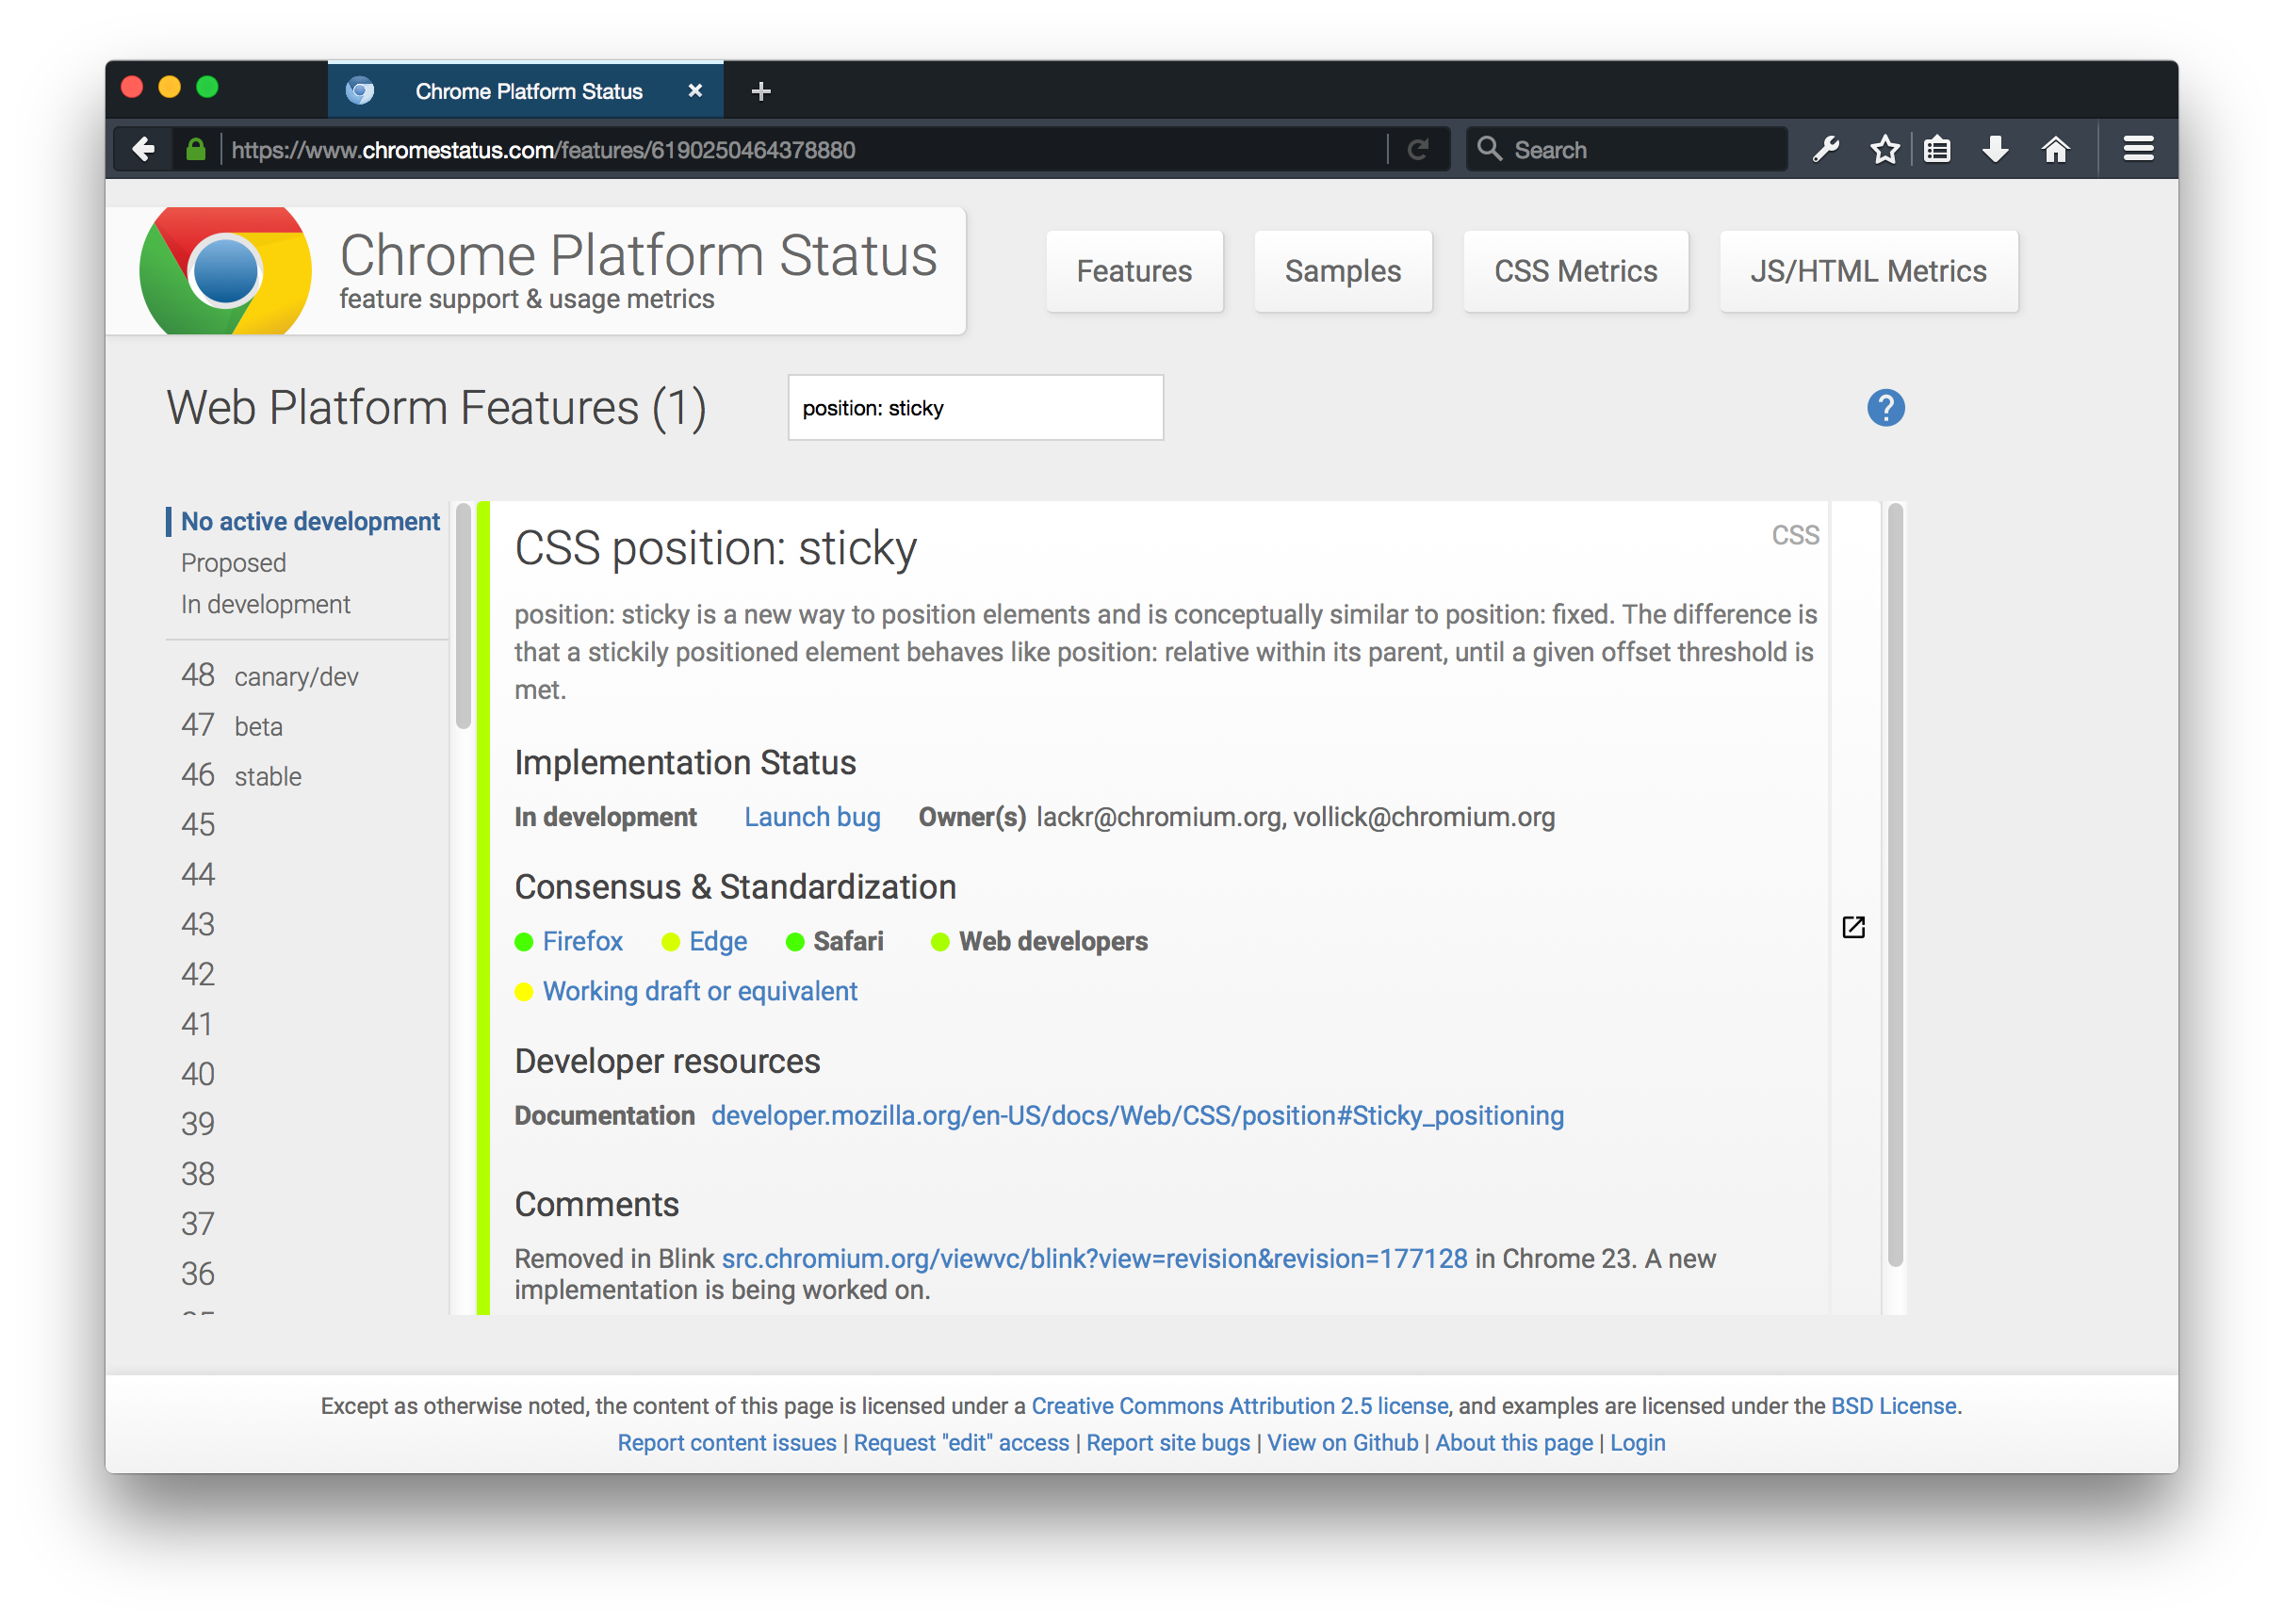 Chrome Platform Status
https://www.chromestatus.com/features/6190250464378880
Search
Chrome Platform Status
feature support & usage metrics
Features
Samples
CSS Metrics
JS/HTML Metrics
Web Platform Features (1)
position: sticky
No active development
Proposed
In development
48 canary/dev
47 beta
46 stable
45
44
43
42
41
40
39
38
37
36
CSS position: sticky
CSS
position: sticky is a new way to position elements and is conceptually similar to position: fixed. The difference is
that a stickily positioned element behaves like position: relative within its parent, until a given offset threshold is
met.
Implementation Status
In development Launch bug Owner(s) lackr@chromium.org, vollick@chromium.org
Consensus & Standardization
Firefox Edge Safari Web developers
Working draft or equivalent
Developer resources
Documentation developer.mozilla.org/en-US/docs/Web/CSS/position#Sticky_positioning
Comments
Removed in Blink src.chromium.org/viewvc/blink?view=revision&revision=177128 in Chrome 23. A new
implementation is being worked on.
Except as otherwise noted, the content of this page is licensed under a Creative Commons Attribution 2.5 license, and examples are licensed under the BSD License.
Report content issues | Request "edit" access | Report site bugs | View on Github | About this page | Login